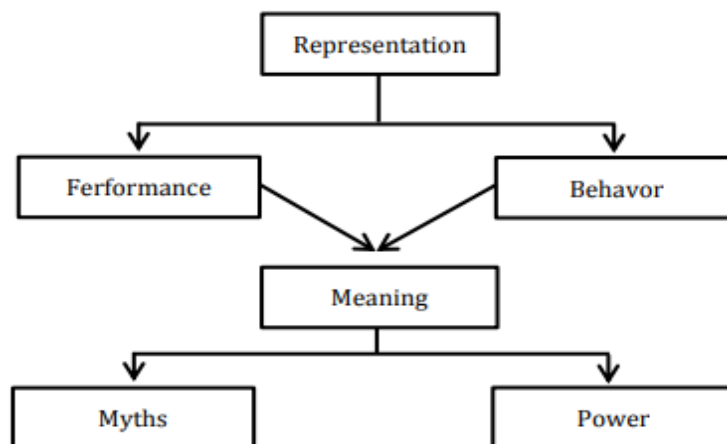 Representation
Ferformance
Behavor
Meaning
Myths
Power